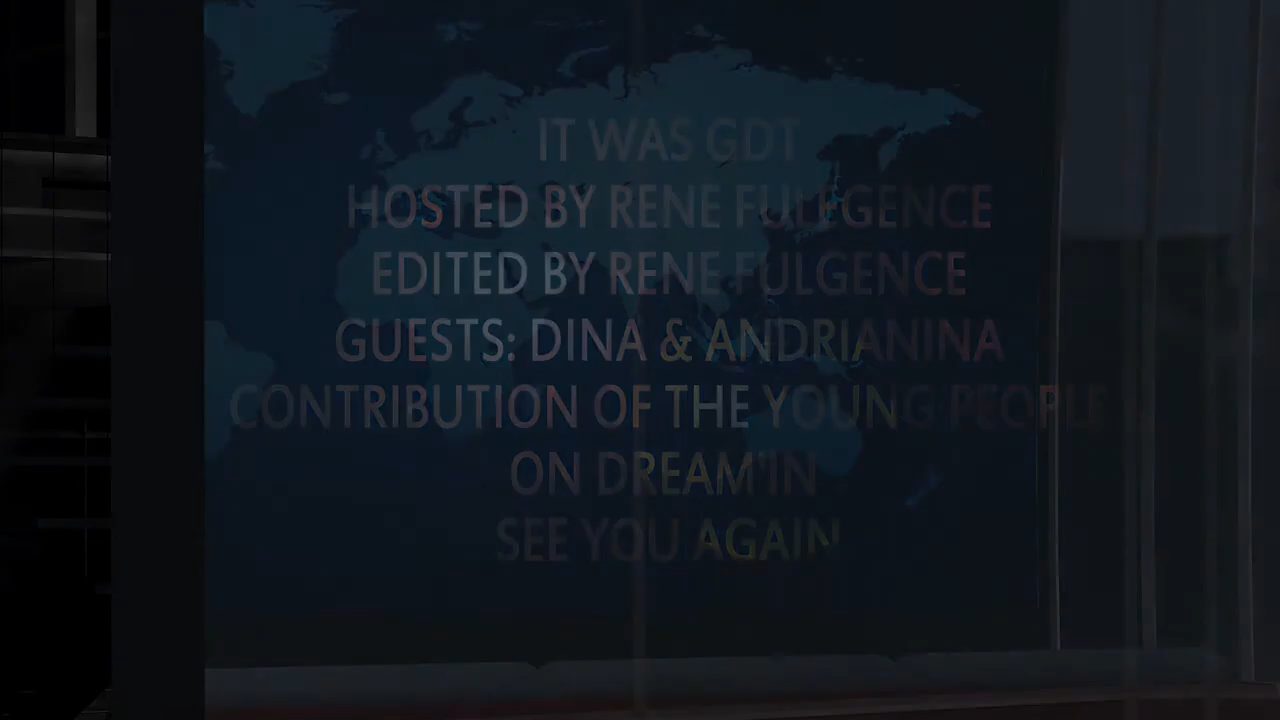 IT WAS GDT
HOSTED BY RENE FULEGENCE
EDITED BY RENE FULGENCE
GUESTS: DINA & ANDRIANINA
CONTRIBUTION OF THE YOUNG PEOPLE
ON DREAM'IN
SEE YOU AGAIN